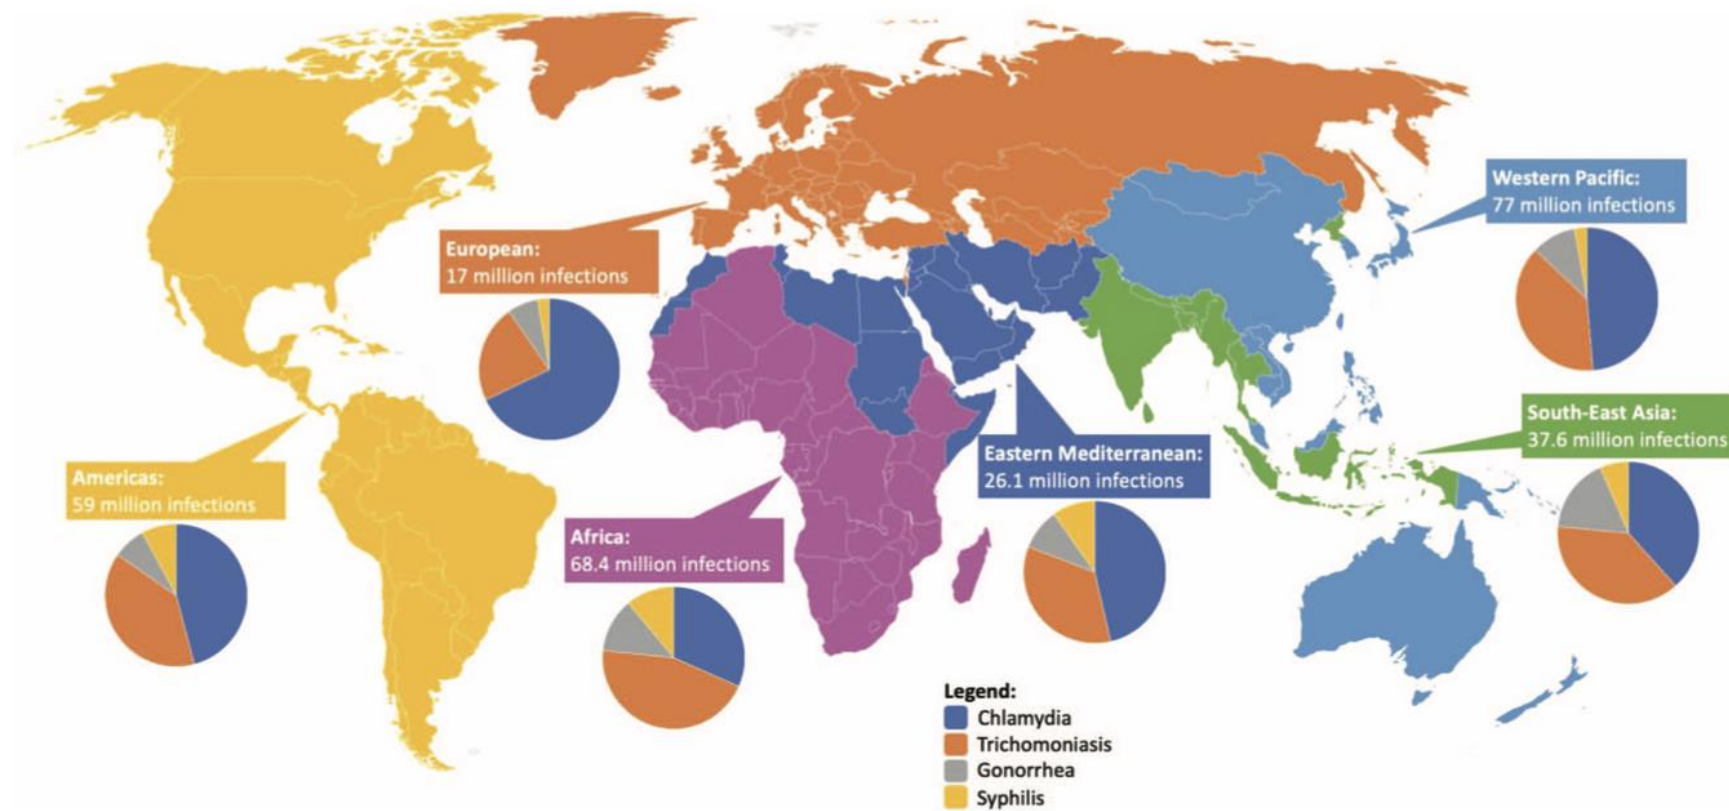 Western Pacific:
77 million infections
European:
17 million infections
South-East Asia:
37.6 million infections
Eastern Mediterranean:
26.1 million infections
Americas:
59 million infections
Africa:
68.4 million infections
Legend:
Chlamydia
Trichomoniasis
Gonorrhea
Syphilis